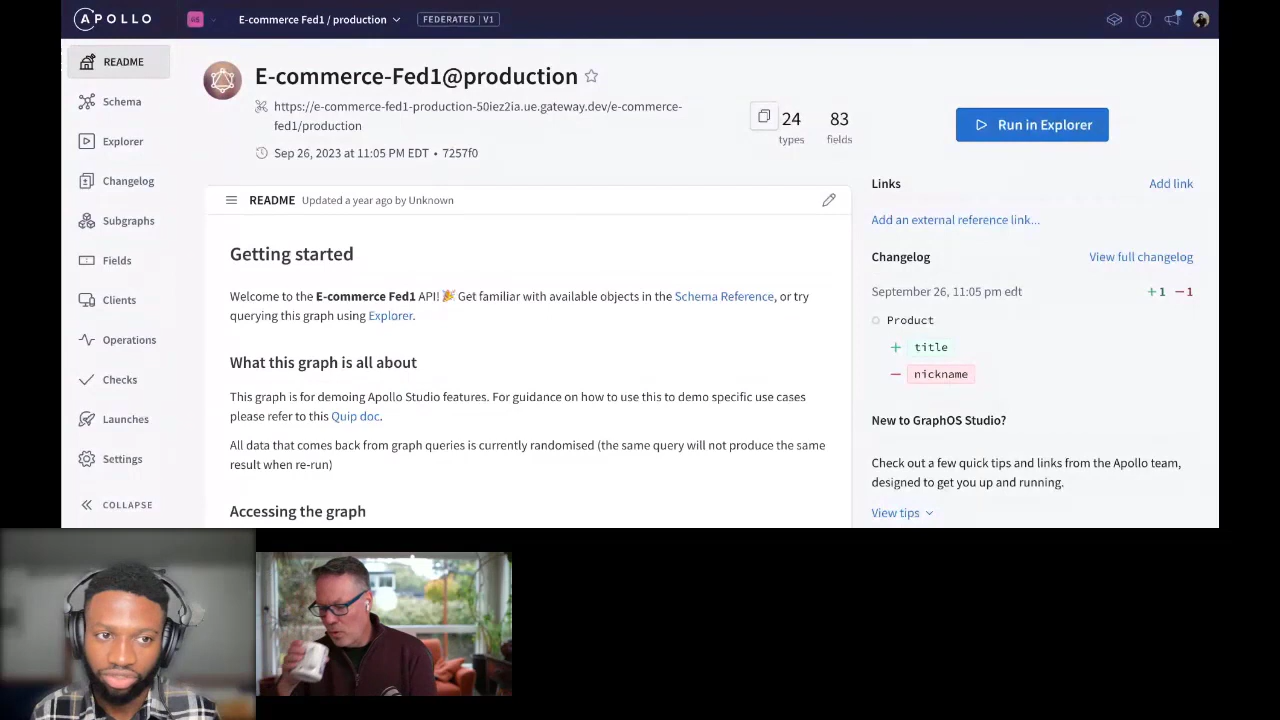 APOLLO
E-commerce Fed1 / production
FEDERATED | V1
README
Schema
Explorer
Changelog
Subgraphs
Fields
Clients
Operations
Checks
Launches
Settings
COLLAPSE
E-commerce-Fed1@production
https://e-commerce-fed1-production-50iez2ia.ue.gateway.dev/e-commerce-
fed1/production
Sep 26, 2023 at 11:05 PM EDT • 7257f0
24
types
83
fields
Run in Explorer
README Updated a year ago by Unknown
Getting started
Welcome to the E-commerce Fed1 API! 🎉 Get familiar with available objects in the Schema Reference, or try
querying this graph using Explorer.
What this graph is all about
This graph is for demoing Apollo Studio features. For guidance on how to use this to demo specific use cases
please refer to this Quip doc.
All data that comes back from graph queries is currently randomised (the same query will not produce the same
result when re-run)
Accessing the graph
Links
Add link
Add an external reference link...
Changelog
View full changelog
September 26, 11:05 pm edt
+ 1 − 1
Product
+ title
− nickname
New to GraphOS Studio?
Check out a few quick tips and links from the Apollo team,
designed to get you up and running.
View tips